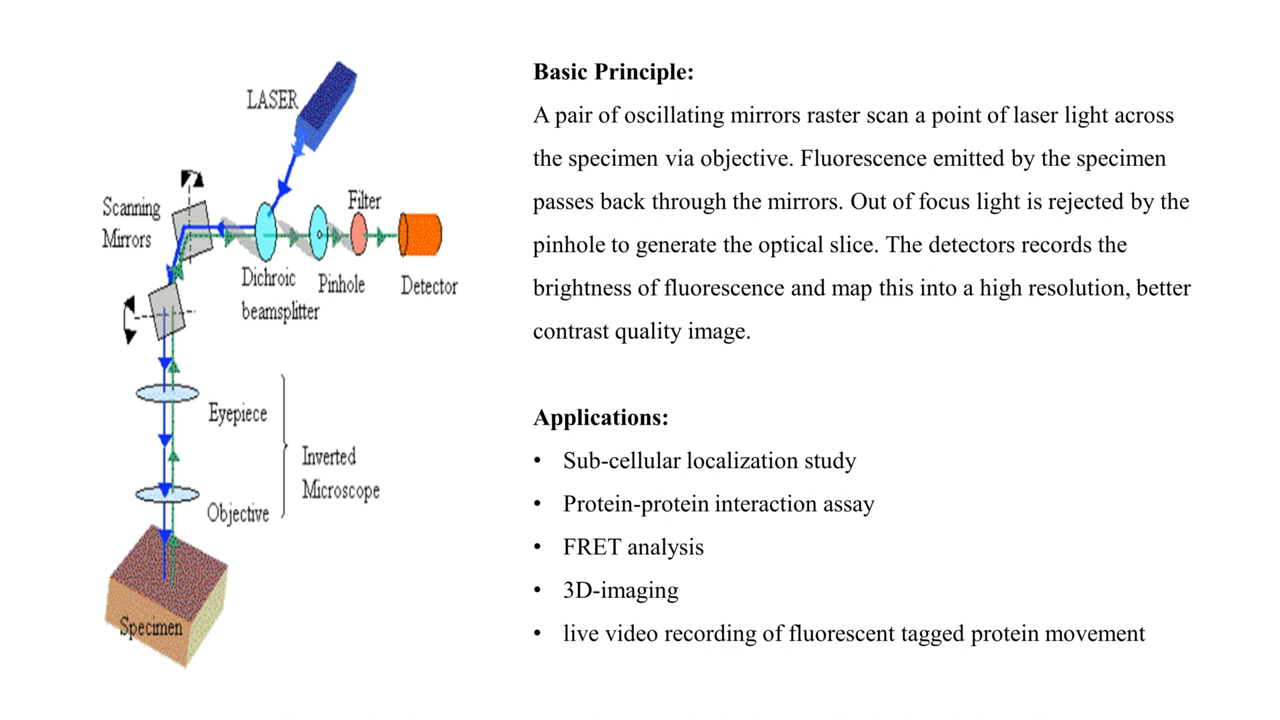 LASER
Scanning
Mirrors
Filter
Dichroic
beamsplitter
Pinhole
Detector
Eyepiece
Inverted
Microscope
Objective
Specimen
Basic Principle:
A pair of oscillating mirrors raster scan a point of laser light across
the specimen via objective. Fluorescence emitted by the specimen
passes back through the mirrors. Out of focus light is rejected by the
pinhole to generate the optical slice. The detectors records the
brightness of fluorescence and map this into a high resolution, better
contrast quality image.
Applications:
• Sub-cellular localization study
• Protein-protein interaction assay
• FRET analysis
• 3D-imaging
• live video recording of fluorescent tagged protein movement